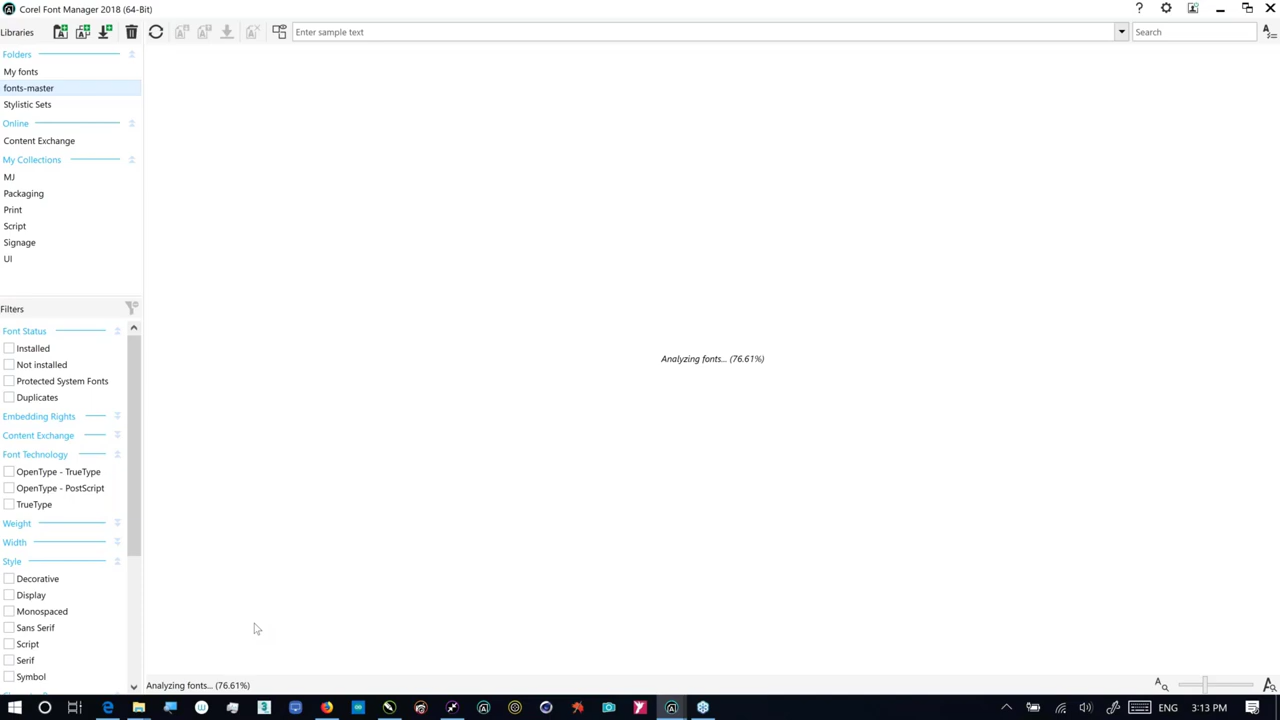 Corel Font Manager 2018 (64-Bit)
Libraries
Enter sample text
Search
Folders
My fonts
fonts-master
Stylistic Sets
Online
Content Exchange
My Collections
MJ
Packaging
Print
Script
Signage
UI
Filters
Font Status
Installed
Not installed
Protected System Fonts
Duplicates
Embedding Rights
Content Exchange
Font Technology
OpenType - TrueType
OpenType - PostScript
TrueType
Weight
Width
Style
Decorative
Display
Monospaced
Sans Serif
Script
Serif
Symbol
Analyzing fonts... (76.61%)
Analyzing fonts... (76.61%)
ENG
3:13 PM